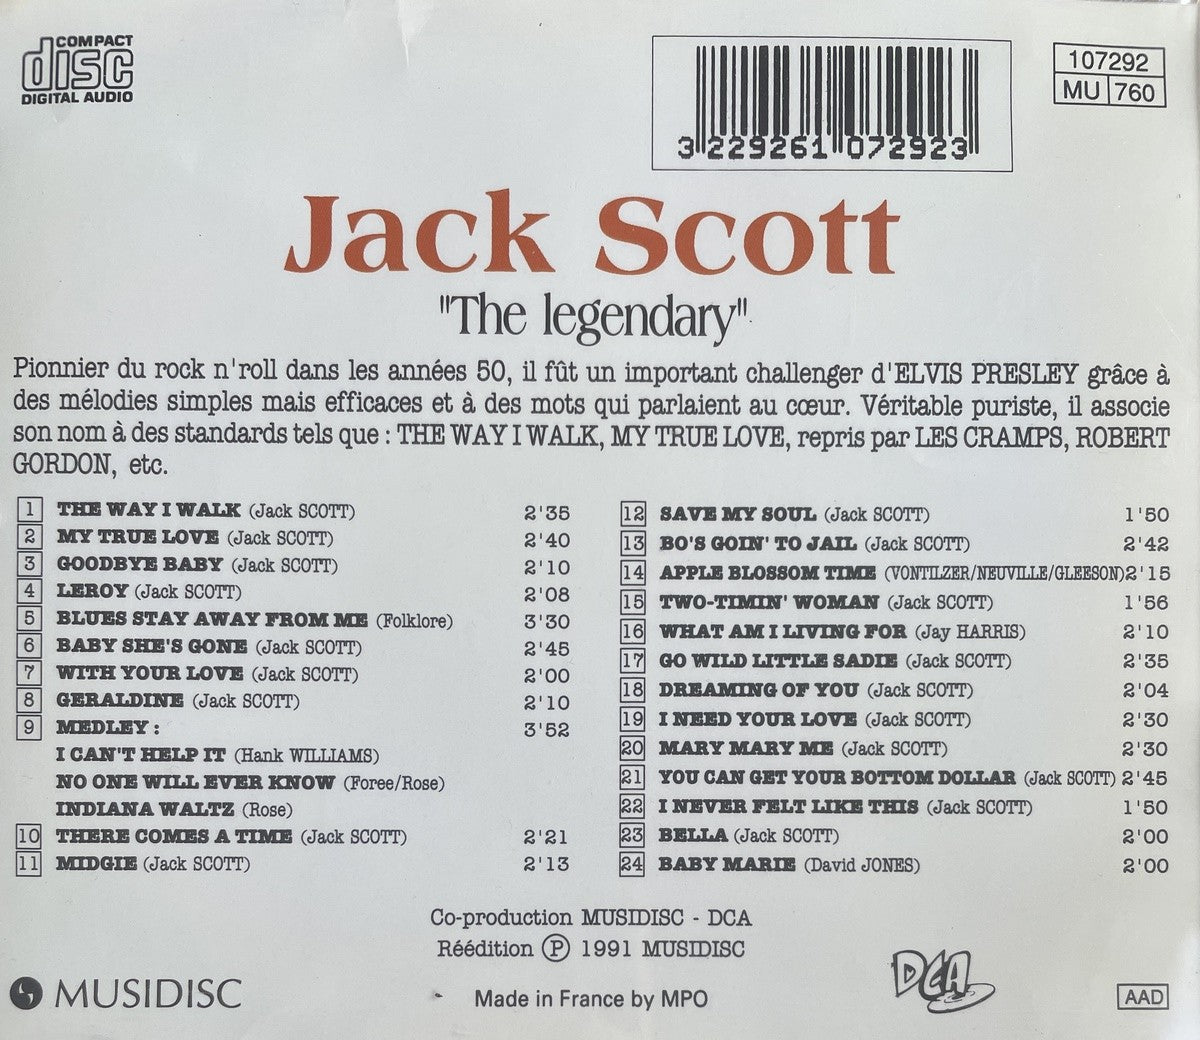 COMPACT
disc
DIGITAL AUDIO
3 229261 072923
107292
MU 760
Jack Scott
"The legendary"
Pionnier du rock n'roll dans les années 50, il fût un important challenger d'ELVIS PRESLEY grâce à
des mélodies simples mais efficaces et à des mots qui parlaient au cœur. Véritable puriste, il associe
son nom à des standards tels que : THE WAY I WALK, MY TRUE LOVE, repris par LES CRAMPS, ROBERT
GORDON, etc.
1 THE WAY I WALK (Jack SCOTT) 2'35
2 MY TRUE LOVE (Jack SCOTT) 2'40
3 GOODBYE BABY (Jack SCOTT) 2'10
4 LEROY (Jack SCOTT) 2'08
5 BLUES STAY AWAY FROM ME (Folklore) 3'30
6 BABY SHE'S GONE (Jack SCOTT) 2'45
7 WITH YOUR LOVE (Jack SCOTT) 2'00
8 GERALDINE (Jack SCOTT) 2'10
9 MEDLEY : 3'52
I CAN'T HELP IT (Hank WILLIAMS)
NO ONE WILL EVER KNOW (Foree/Rose)
INDIANA WALTZ (Rose)
10 THERE COMES A TIME (Jack SCOTT) 2'21
11 MIDGIE (Jack SCOTT) 2'13
12 SAVE MY SOUL (Jack SCOTT) 1'50
13 BO'S GOIN' TO JAIL (Jack SCOTT) 2'42
14 APPLE BLOSSOM TIME (VONTILZER/NEUVILLE/GLEESON) 2'15
15 TWO-TIMIN' WOMAN (Jack SCOTT) 1'56
16 WHAT AM I LIVING FOR (Jay HARRIS) 2'10
17 GO WILD LITTLE SADIE (Jack SCOTT) 2'35
18 DREAMING OF YOU (Jack SCOTT) 2'04
19 I NEED YOUR LOVE (Jack SCOTT) 2'30
20 MARY MARY ME (Jack SCOTT) 2'30
21 YOU CAN GET YOUR BOTTOM DOLLAR (Jack SCOTT) 2'45
22 I NEVER FELT LIKE THIS (Jack SCOTT) 1'50
23 BELLA (Jack SCOTT) 2'00
24 BABY MARIE (David JONES) 2'00
Co-production MUSIDISC - DCA
Réédition ℗ 1991 MUSIDISC
MUSIDISC
Made in France by MPO
DCA
AAD